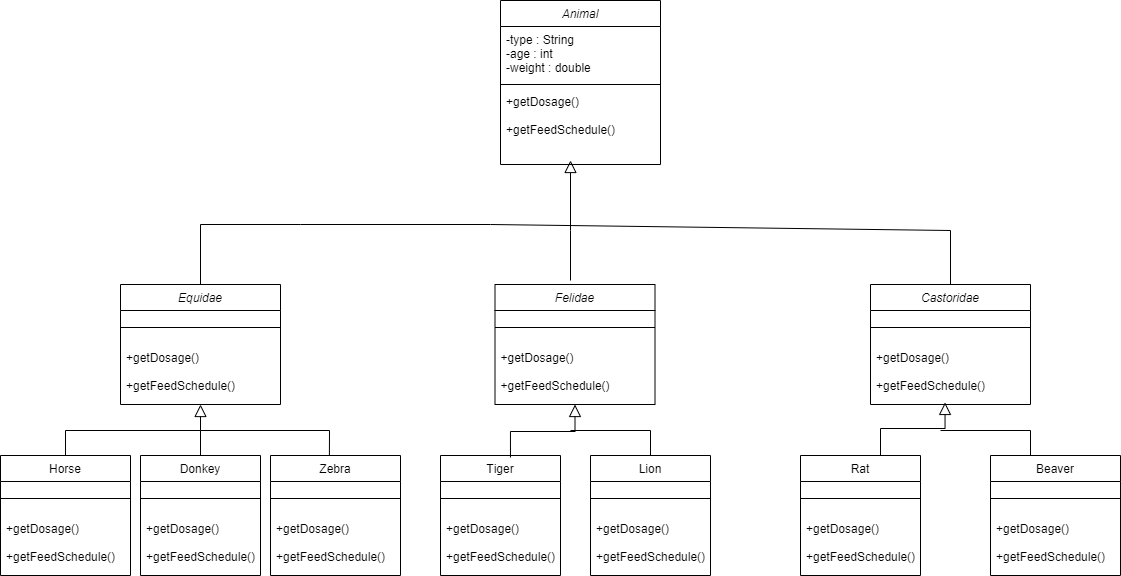 Animal
-type : String
-age : int
-weight : double
+getDosage()
+getFeedSchedule()
Equidae
+getDosage()
+getFeedSchedule()
Felidae
+getDosage()
+getFeedSchedule()
Castoridae
+getDosage()
+getFeedSchedule()
Horse
+getDosage()
+getFeedSchedule()
Donkey
+getDosage()
+getFeedSchedule()
Zebra
+getDosage()
+getFeedSchedule()
Tiger
+getDosage()
+getFeedSchedule()
Lion
+getDosage()
+getFeedSchedule()
Rat
+getDosage()
+getFeedSchedule()
Beaver
+getDosage()
+getFeedSchedule()